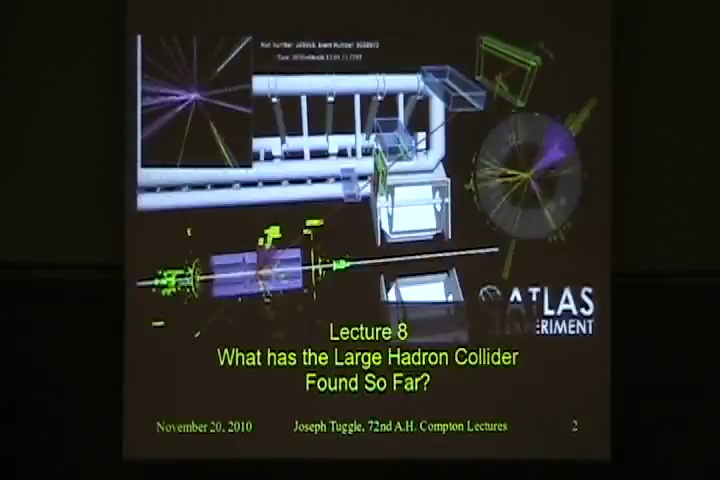 ATLAS
EXPERIMENT
Lecture 8
What has the Large Hadron Collider
Found So Far?
November 20, 2010
Joseph Tuggle, 72nd A.H. Compton Lectures
2